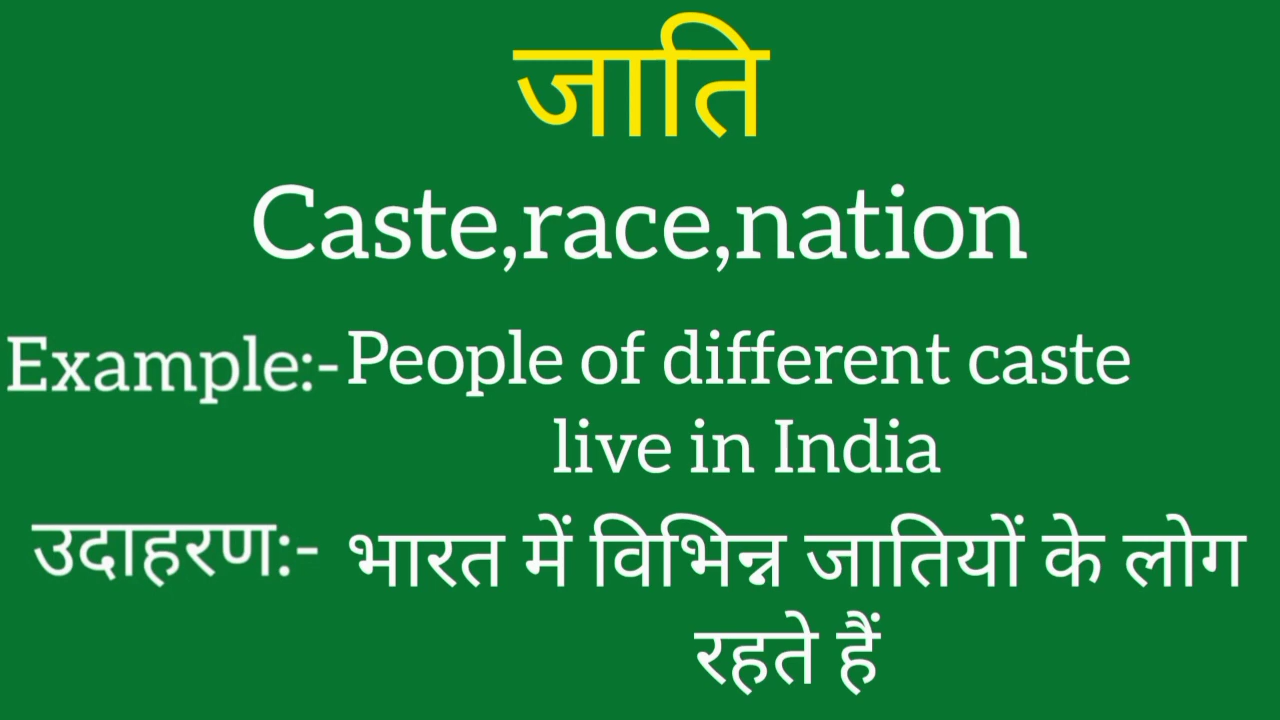 जाति
Caste,race,nation
Example:-People of different caste
live in India
उदाहरण:- भारत में विभिन्न जातियों के लोग
रहते हैं